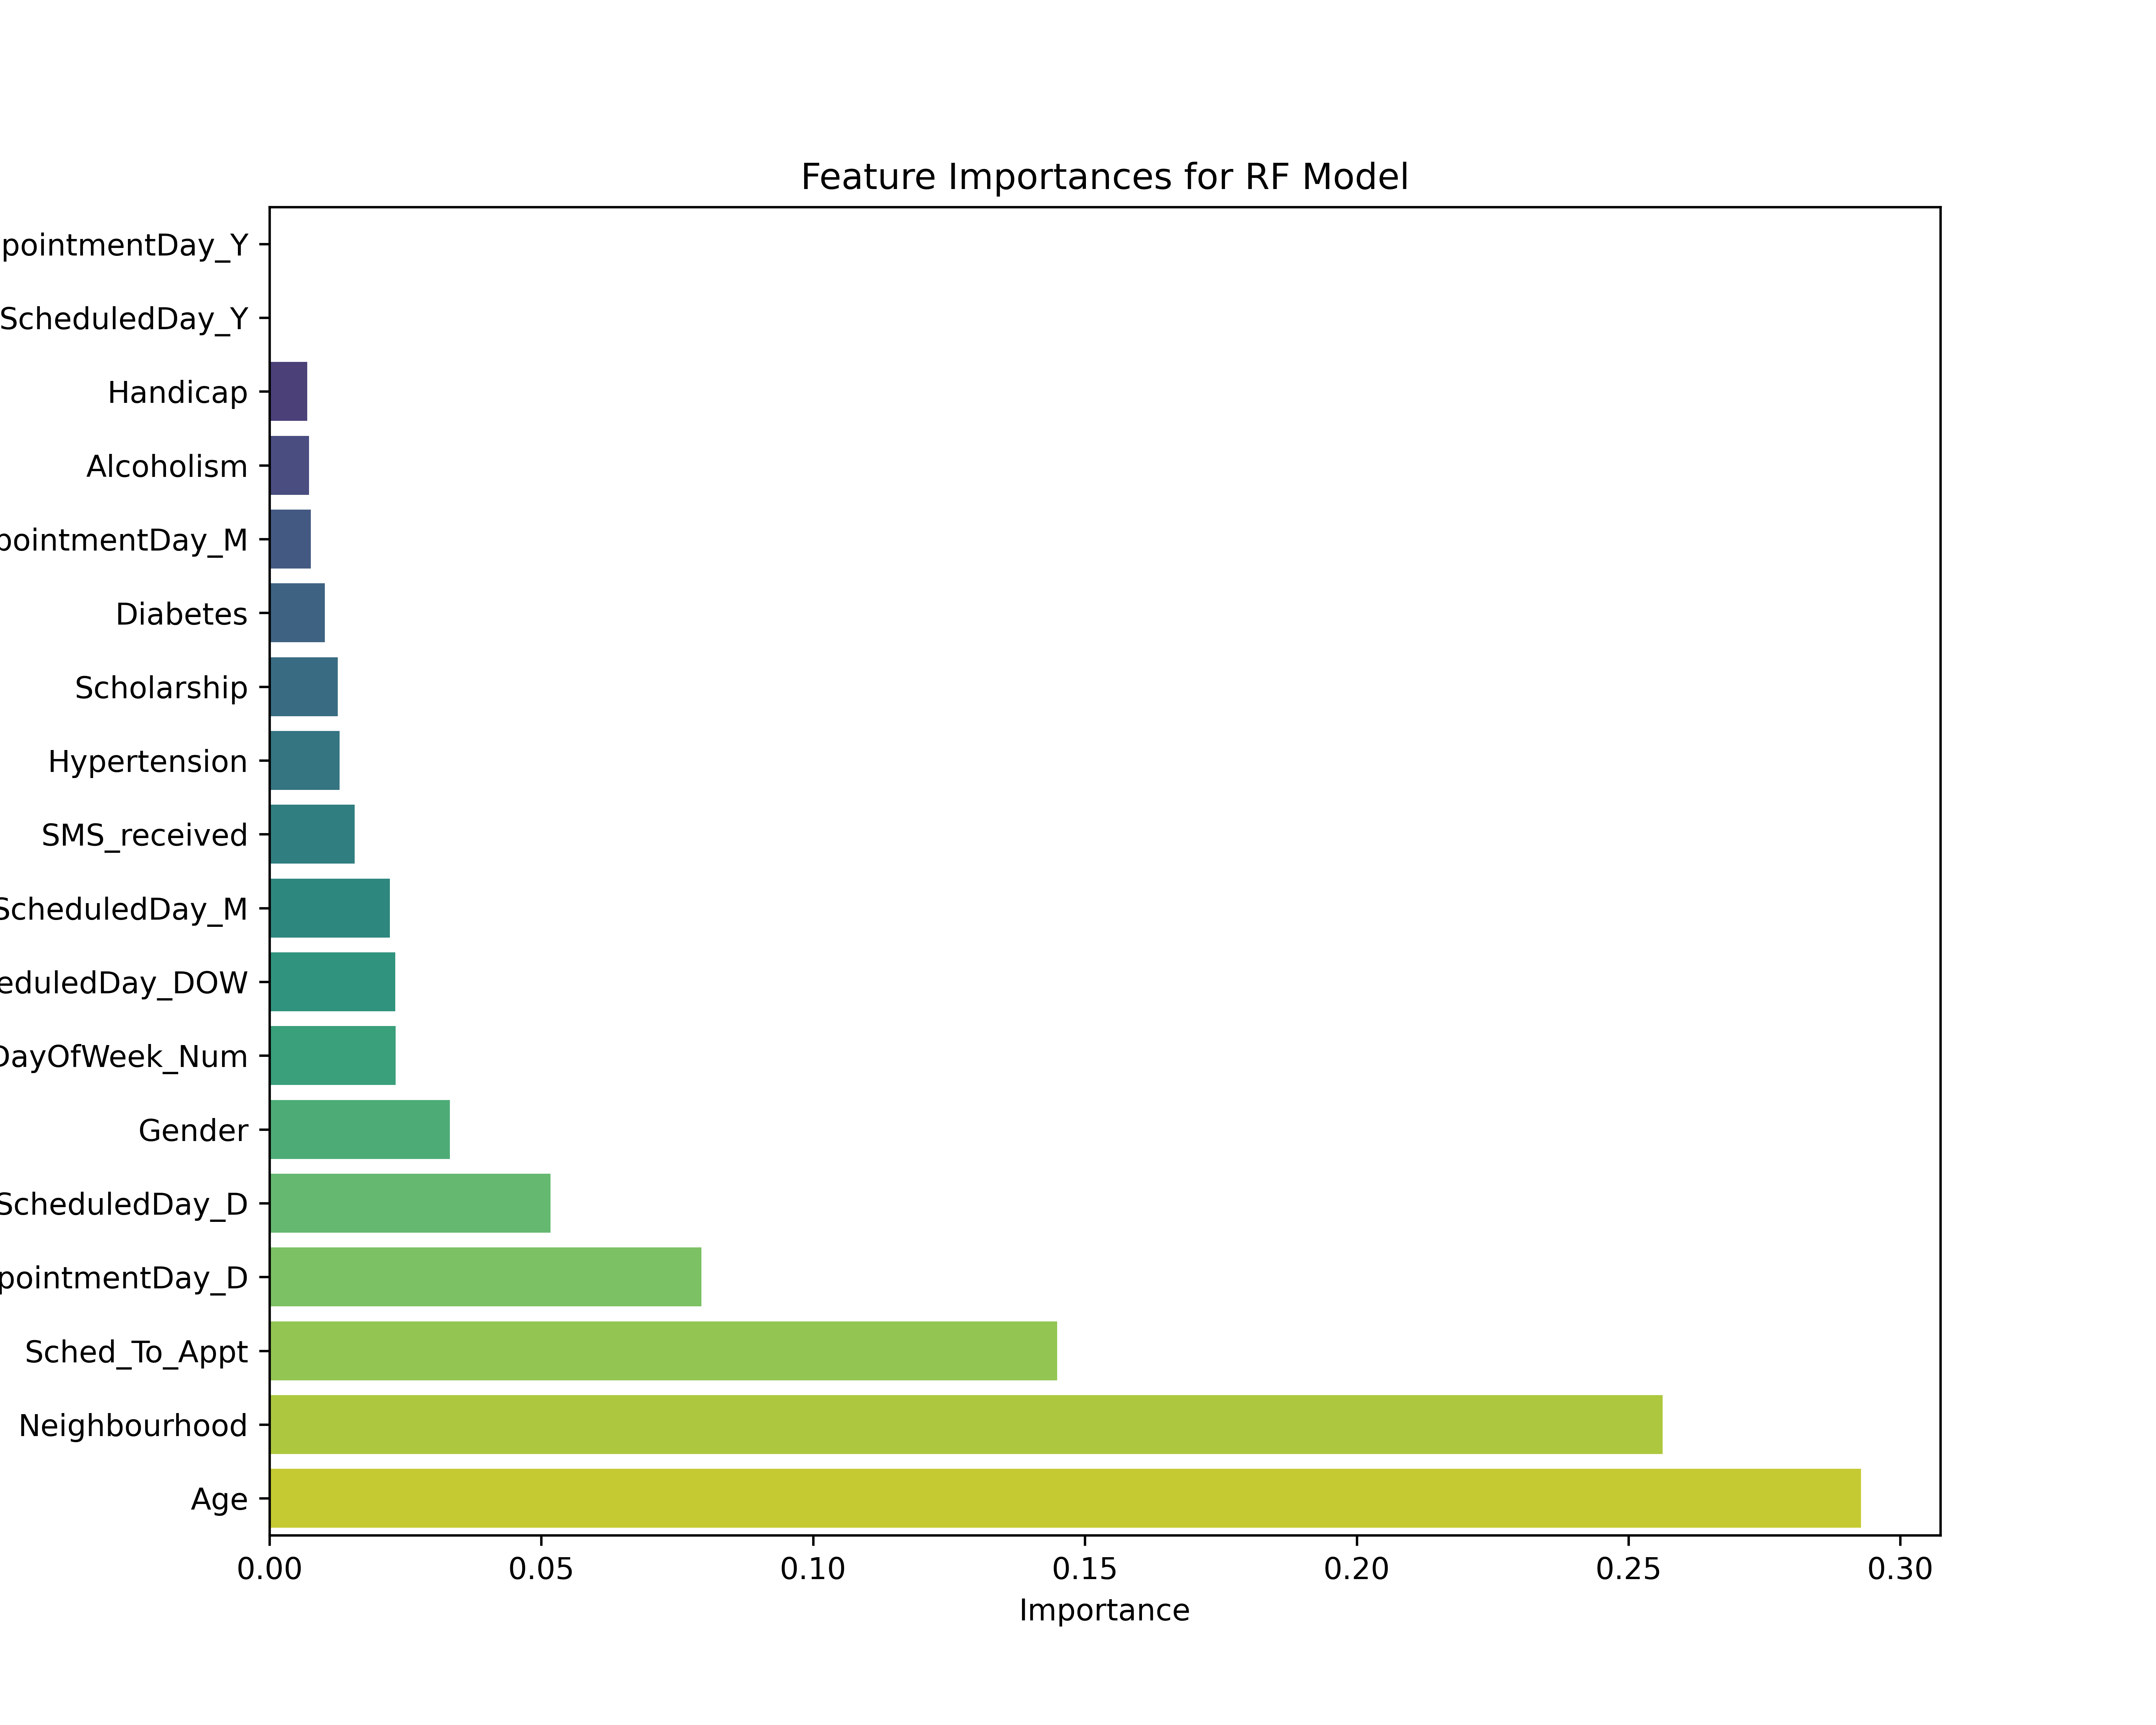 Feature Importances for RF Model
pointmentDay_Y
ScheduledDay_Y
Handicap
Alcoholism
pointmentDay_M
Diabetes
Scholarship
Hypertension
SMS_received
ScheduledDay_M
eduledDay_DOW
DayOfWeek_Num
Gender
ScheduledDay_D
pointmentDay_D
Sched_To_Appt
Neighbourhood
Age
0.00 0.05 0.10 0.15 0.20 0.25 0.30
Importance